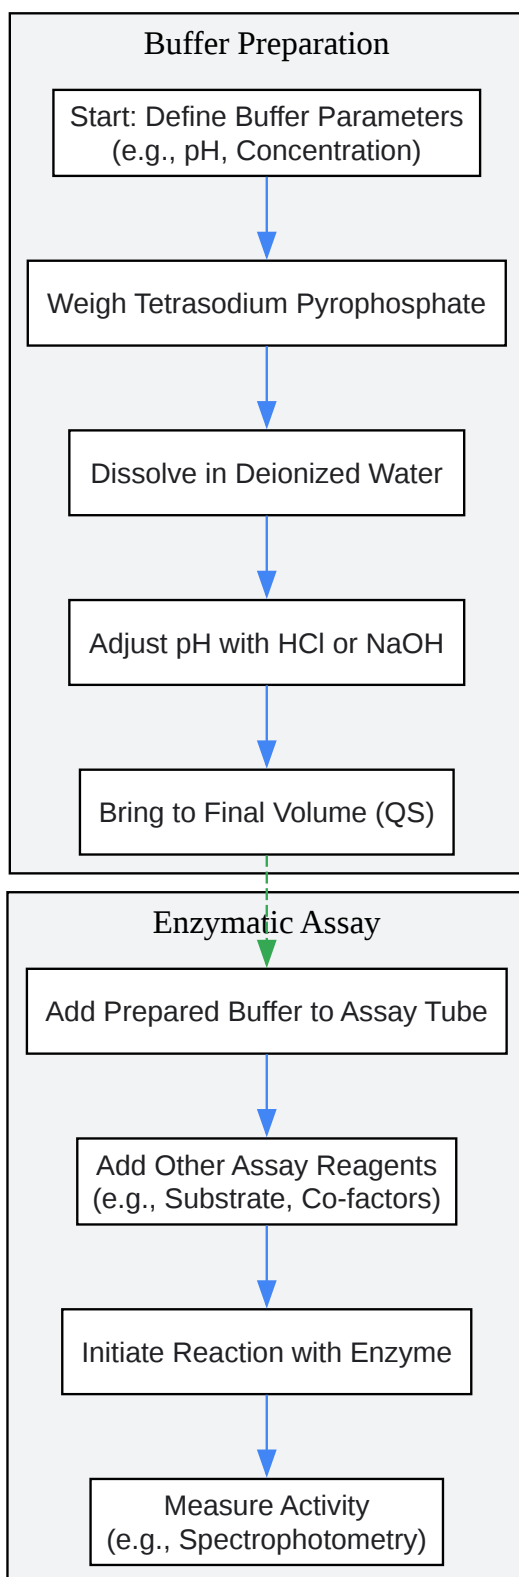 Buffer Preparation
Start: Define Buffer Parameters
(e.g., pH, Concentration)
Weigh Tetrasodium Pyrophosphate
Dissolve in Deionized Water
Adjust pH with HCl or NaOH
Bring to Final Volume (QS)
Enzymatic Assay
Add Prepared Buffer to Assay Tube
Add Other Assay Reagents
(e.g., Substrate, Co-factors)
Initiate Reaction with Enzyme
Measure Activity
(e.g., Spectrophotometry)